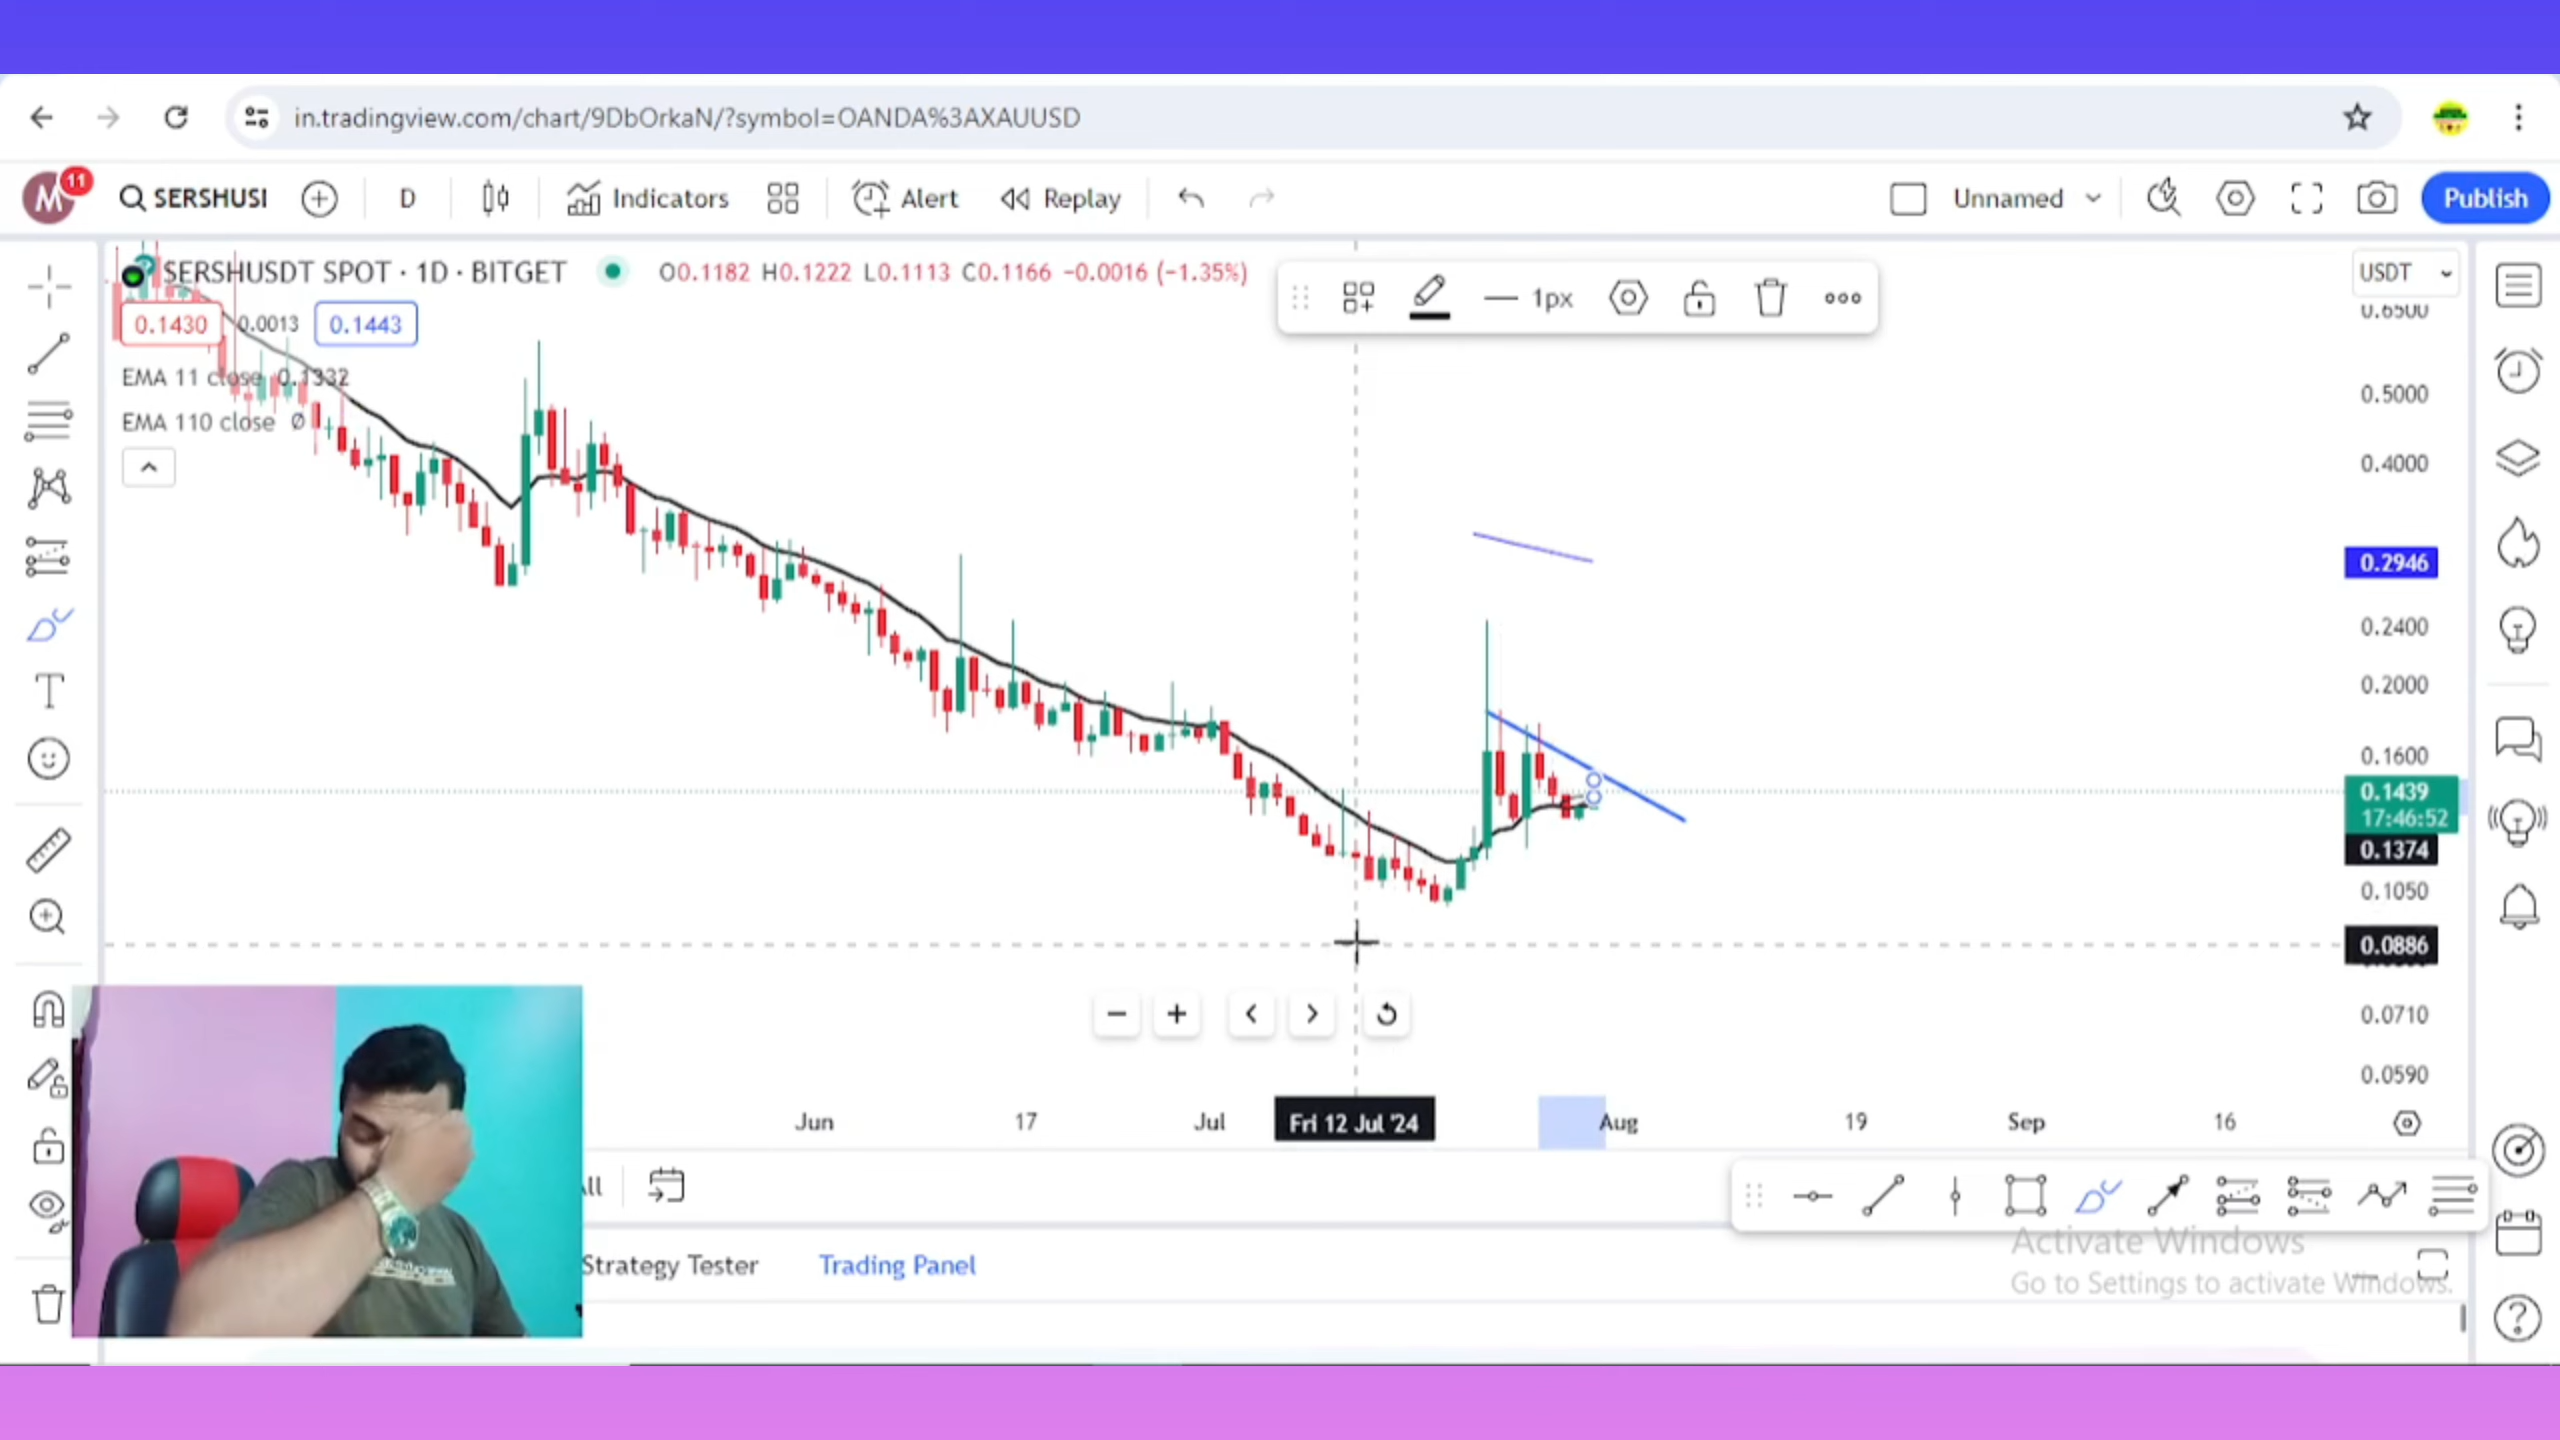 in.tradingview.com/chart/9DbOrkaN/?symbol=OANDA%3AXAUUSD
M 11 SERSHUSI D Indicators Alert Replay Unnamed Publish
$ERSHUSDT SPOT · 1D · BITGET O0.1182 H0.1222 L0.1113 C0.1166 −0.0016 (−1.35%) 1px USDT
0.6500
0.1430 0.0013 0.1443
EMA 11 close 0.1332
0.5000
EMA 110 close Ø
0.4000
0.2946
0.2400
0.2000
0.1600
0.1439
17:46:52
0.1374
0.1050
0.0886
0.0710
0.0590
Jun 17 Jul Fri 12 Jul '24 Aug 19 Sep 16
Strategy Tester Trading Panel
Activate Windows
Go to Settings to activate Windows.